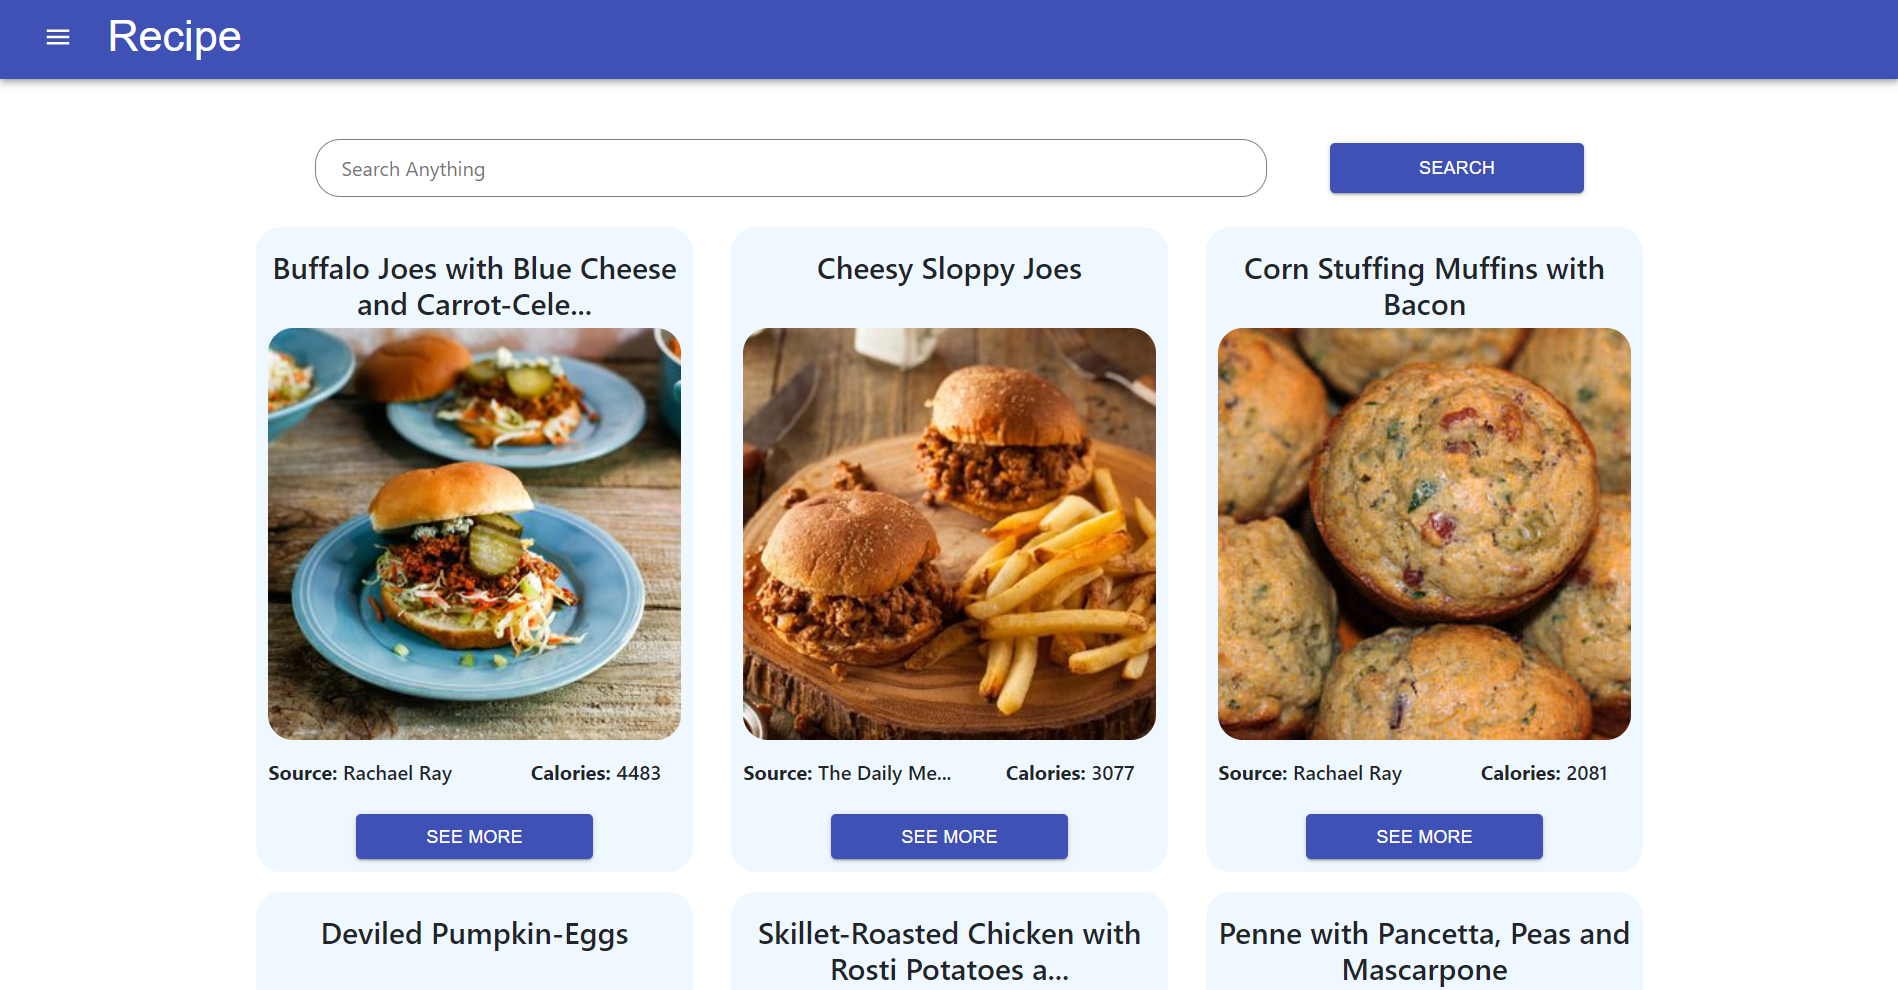 Recipe
Search Anything
SEARCH
Buffalo Joes with Blue Cheese
and Carrot-Cele...
Source: Rachael Ray
Calories: 4483
SEE MORE
Cheesy Sloppy Joes
Source: The Daily Me...
Calories: 3077
SEE MORE
Corn Stuffing Muffins with
Bacon
Source: Rachael Ray
Calories: 2081
SEE MORE
Deviled Pumpkin-Eggs
Skillet-Roasted Chicken with
Rosti Potatoes a...
Penne with Pancetta, Peas and
Mascarpone